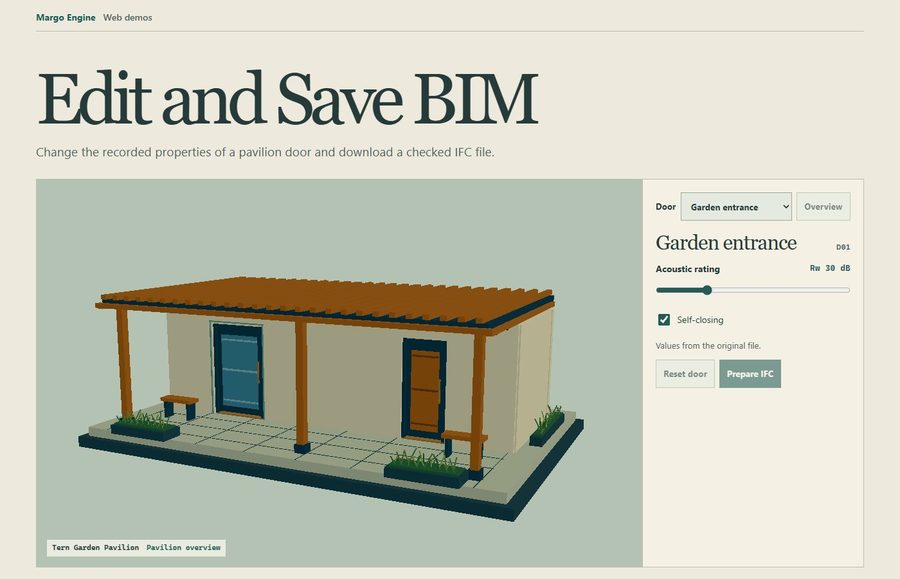 Margo Engine Web demos
Edit and Save BIM
Change the recorded properties of a pavilion door and download a checked IFC file.
Door Garden entrance Overview
Garden entrance D01
Acoustic rating Rw 30 dB
Self-closing
Values from the original file.
Reset door Prepare IFC
Tern Garden Pavilion Pavilion overview